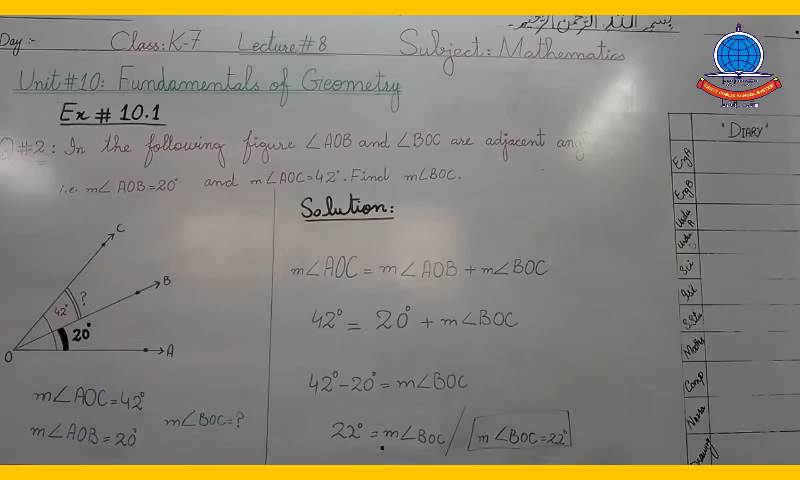 بسم اللہ الرحمن الرحیم
Day:- Class:K-7 Lecture#8 Subject: Mathematics
Unit#10: Fundamentals of Geometry
Ex # 10.1
Q#2: In the following figure ∠AOB and ∠BOC are adjacent
i.e. m∠AOB=20° and m∠AOC=42°. Find m∠BOC.
Solution:
m∠AOC = m∠AOB + m∠BOC
42° = 20° + m∠BOC
42°-20° = m∠BOC
22° = m∠BOC / m∠BOC=22°
C
B
?
42°
20°
O
A
m∠AOC=42°
m∠AOB=20°
m∠BOC=?
"DIARY"
Eng A
Eng B
Urdu A
Urdu
Sci
Isl
S.St
Maths
Comp
Drawing